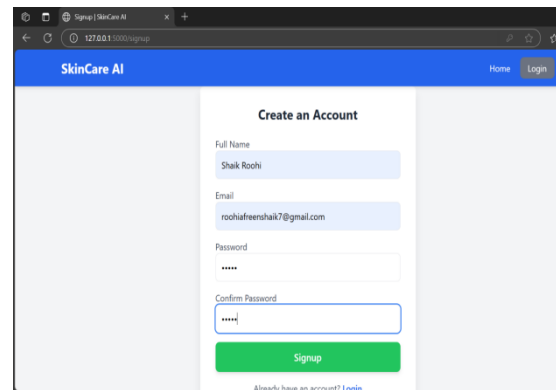 Signup | SkinCare AI
127.0.0.1:5000/signup
SkinCare AI
Home
Login
Create an Account
Full Name
Shaik Roohi
Email
roohiafreenshaik7@gmail.com
Password
•••••
Confirm Password
•••••
Signup
Already have an account? Login